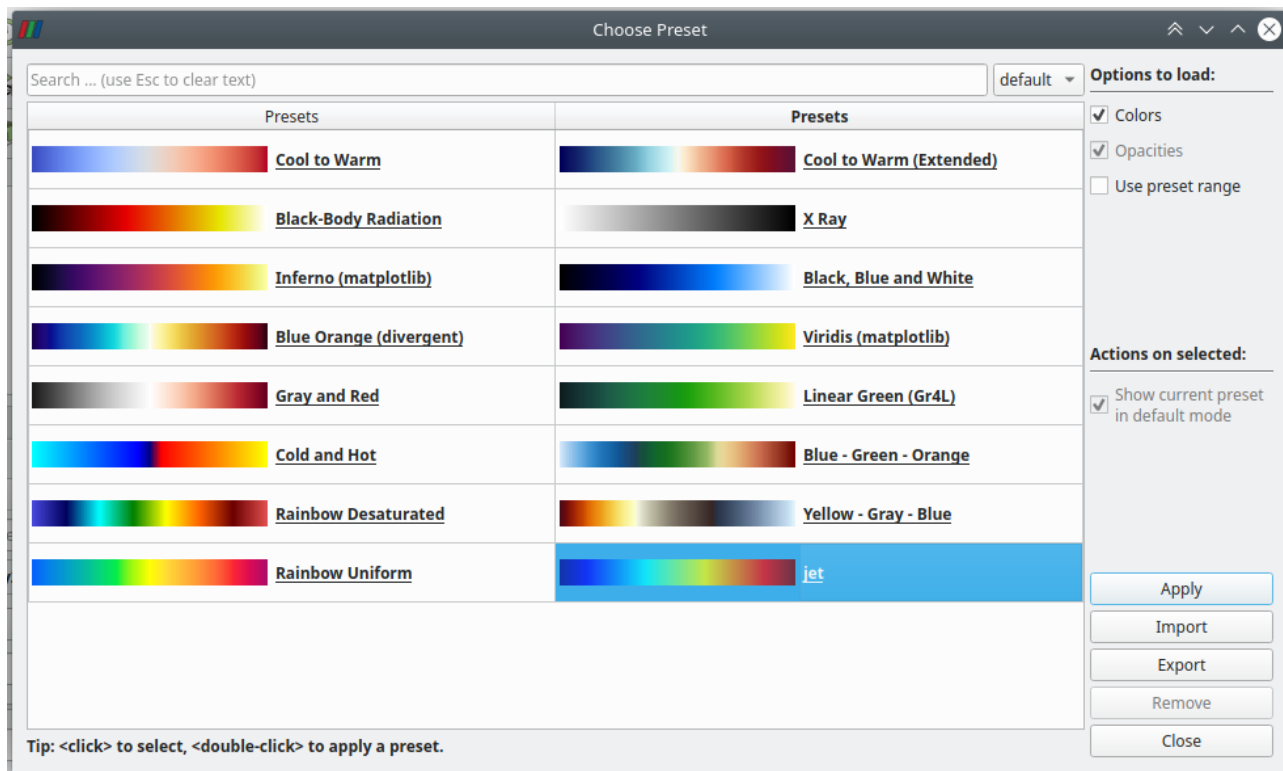 Choose Preset
Search ... (use Esc to clear text)
default
Options to load:
Presets
Presets
Colors
Opacities
Use preset range
Cool to Warm
Cool to Warm (Extended)
Black-Body Radiation
X Ray
Inferno (matplotlib)
Black, Blue and White
Blue Orange (divergent)
Viridis (matplotlib)
Gray and Red
Linear Green (Gr4L)
Cold and Hot
Blue - Green - Orange
Rainbow Desaturated
Yellow - Gray - Blue
Rainbow Uniform
jet
Actions on selected:
Show current preset
in default mode
Apply
Import
Export
Remove
Close
Tip: <click> to select, <double-click> to apply a preset.